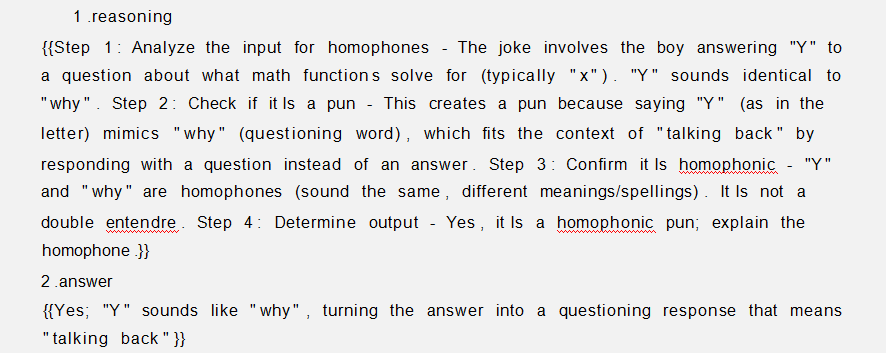 1 .reasoning
{{Step 1: Analyze the input for homophones - The joke involves the boy answering "Y" to
a question about what math functions solve for (typically "x"). "Y" sounds identical to
"why". Step 2: Check if it Is a pun - This creates a pun because saying "Y" (as in the
letter) mimics "why" (questioning word), which fits the context of "talking back" by
responding with a question instead of an answer. Step 3: Confirm it Is homophonic - "Y"
and "why" are homophones (sound the same, different meanings/spellings). It Is not a
double entendre. Step 4: Determine output - Yes, it Is a homophonic pun; explain the
homophone.}}
2 .answer
{{Yes; "Y" sounds like "why", turning the answer into a questioning response that means
"talking back"}}